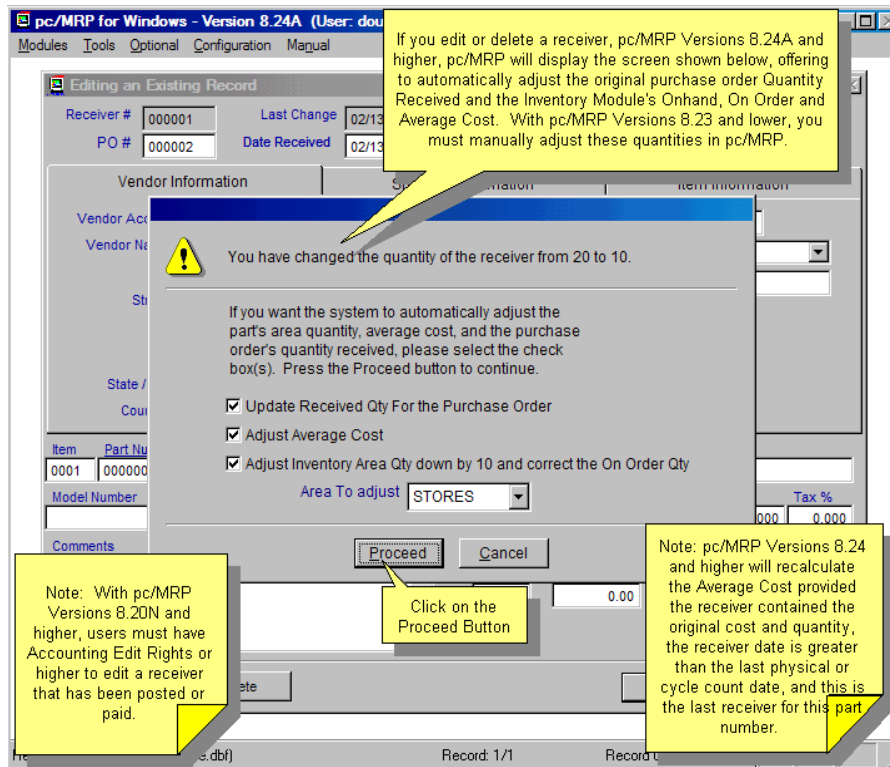 pc/MRP for Windows - Version 8.24A (User: dou
Modules Tools Optional Configuration Manual
If you edit or delete a receiver, pc/MRP Versions 8.24A and
higher, pc/MRP will display the screen shown below, offering
to automatically adjust the original purchase order Quantity
Received and the Inventory Module's Onhand, On Order and
Average Cost. With pc/MRP Versions 8.23 and lower, you
must manually adjust these quantities in pc/MRP.
Editing an Existing Record
Receiver # 000001 Last Change 02/13
PO # 000002 Date Received 02/13
Vendor Information
Item Information
Vendor Acc
Vendor Na
Str
State /
Cour
You have changed the quantity of the receiver from 20 to 10.
If you want the system to automatically adjust the
part's area quantity, average cost, and the purchase
order's quantity received, please select the check
box(s). Press the Proceed button to continue.
Update Received Qty For the Purchase Order
Adjust Average Cost
Adjust Inventory Area Qty down by 10 and correct the On Order Qty
Area To adjust STORES
Proceed Cancel
Item Part Nu
0001 000000
Model Number Tax %
000 0.000
Comments
0.00
Click on the
Proceed Button
Note: With pc/MRP
Versions 8.20N and
higher, users must have
Accounting Edit Rights or
higher to edit a receiver
that has been posted or
paid.
Note: pc/MRP Versions 8.24
and higher will recalculate
the Average Cost provided
the receiver contained the
original cost and quantity,
the receiver date is greater
than the last physical or
cycle count date, and this is
the last receiver for this part
number.
ete
e.dbf) Record: 1/1 Record